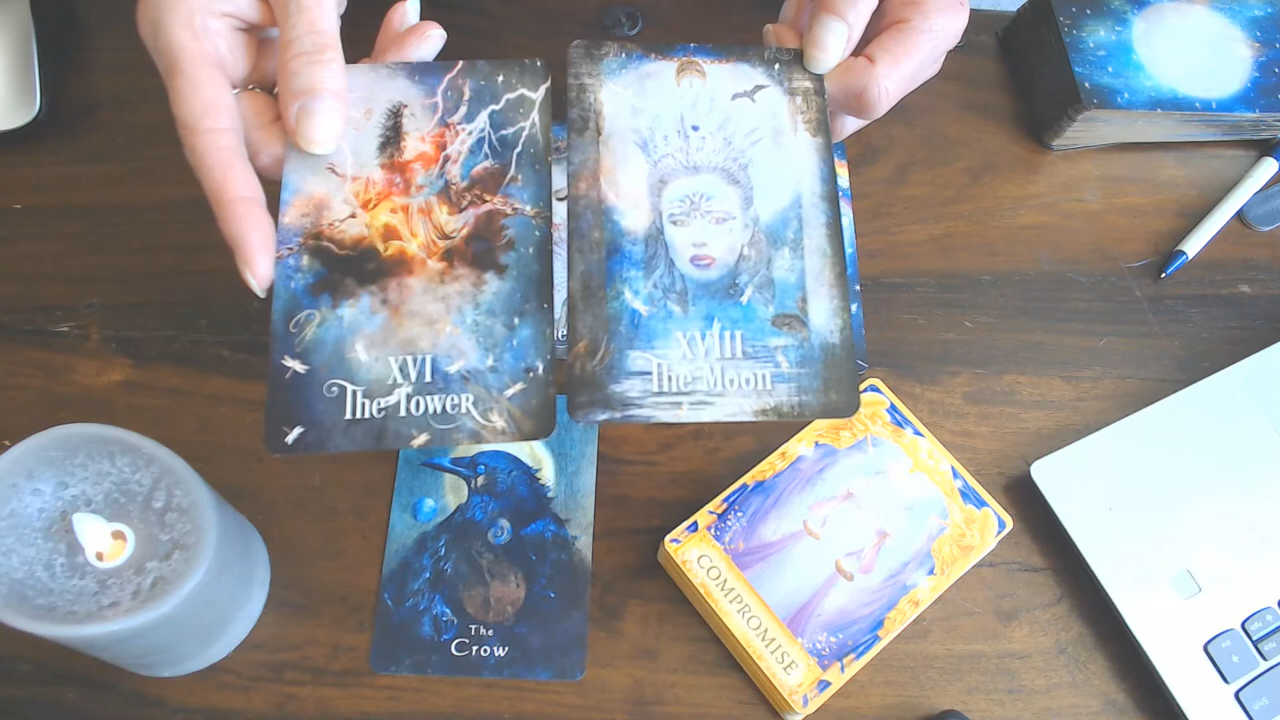 XVI
The Tower
XVIII
The Moon
The
Crow
COMPROMISE